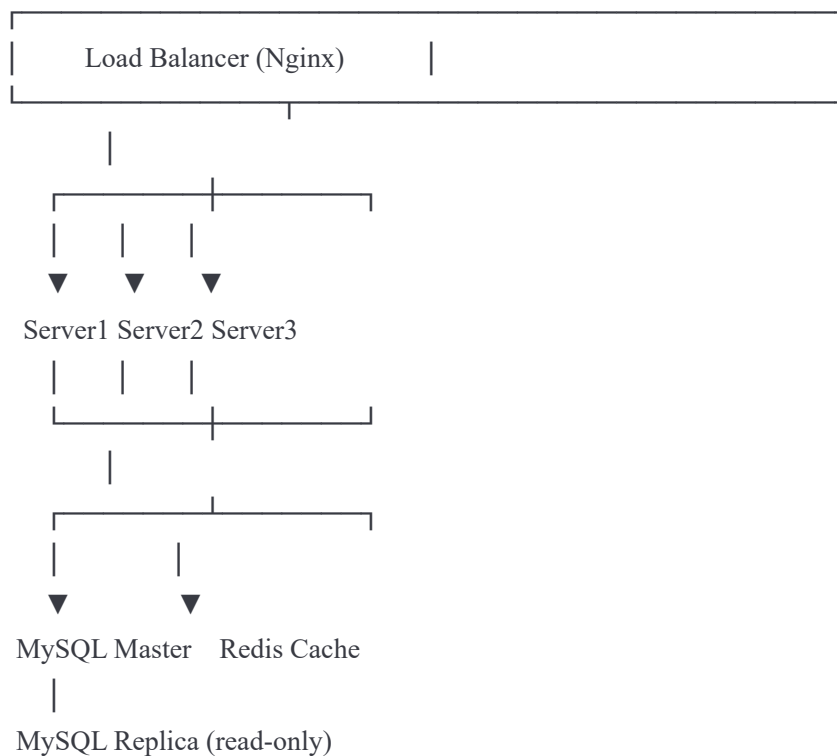 Load Balancer (Nginx)
Server1 Server2 Server3
MySQL Master Redis Cache
MySQL Replica (read-only)